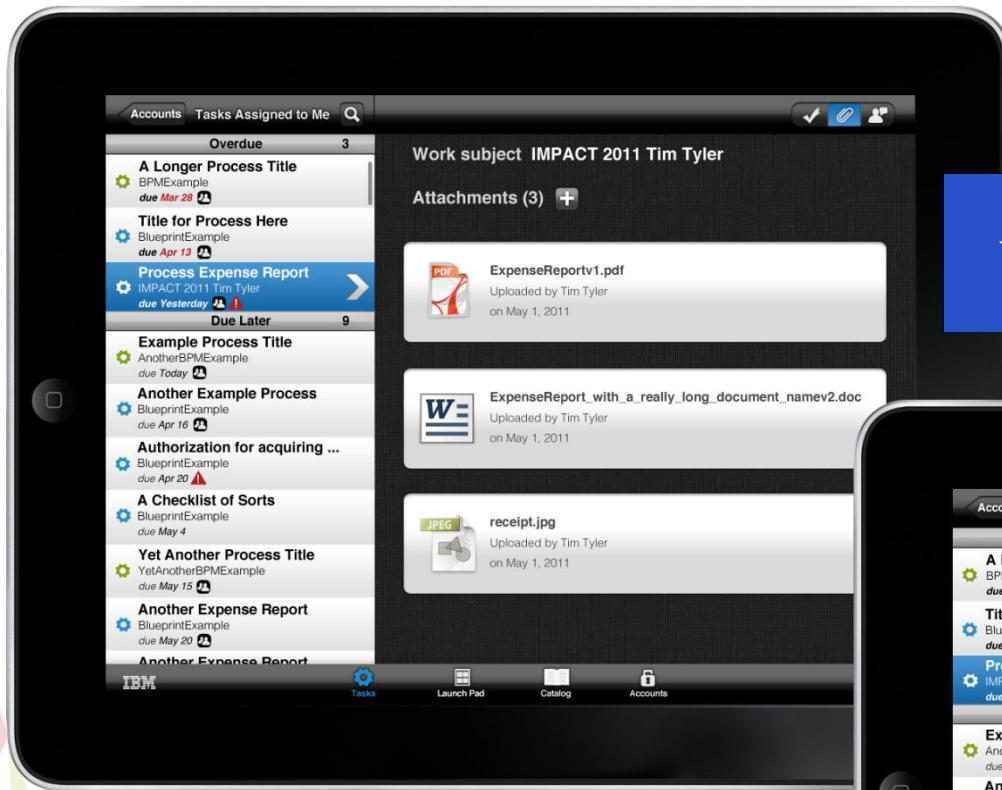 Accounts Tasks Assigned to Me
Overdue 3
A Longer Process Title
BPMExample
due Mar 28
Title for Process Here
BlueprintExample
due Apr 13
Process Expense Report
IMPACT 2011 Tim Tyler
due Yesterday
Due Later 9
Example Process Title
AnotherBPMExample
due Today
Another Example Process
BlueprintExample
due Apr 16
Authorization for acquiring ...
BlueprintExample
due Apr 20
A Checklist of Sorts
BlueprintExample
due May 4
Yet Another Process Title
YetAnotherBPMExample
due May 15
Another Expense Report
BlueprintExample
due May 20
Another Expense Report
Work subject IMPACT 2011 Tim Tyler
Attachments (3)
PDF
ExpenseReportv1.pdf
Uploaded by Tim Tyler
on May 1, 2011
W
ExpenseReport_with_a_really_long_document_namev2.doc
Uploaded by Tim Tyler
on May 1, 2011
JPEG
receipt.jpg
Uploaded by Tim Tyler
on May 1, 2011
IBM
Tasks
Launch Pad
Catalog
Accounts